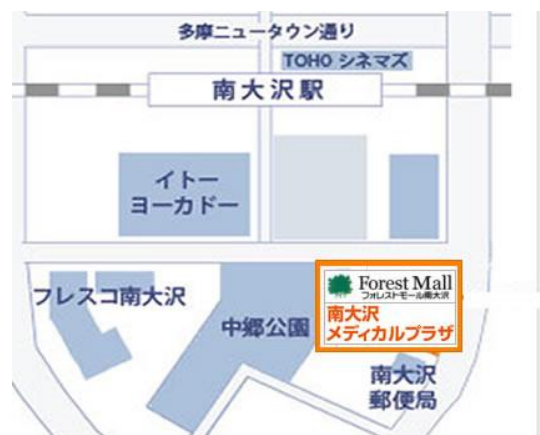 多摩ニュータウン通り
TOHO シネマズ
南大沢駅
イトー
ヨーカドー
フレスコ南大沢
中郷公園
Forest Mall
フォレストモール南大沢
南大沢
メディカルプラザ
南大沢
郵便局